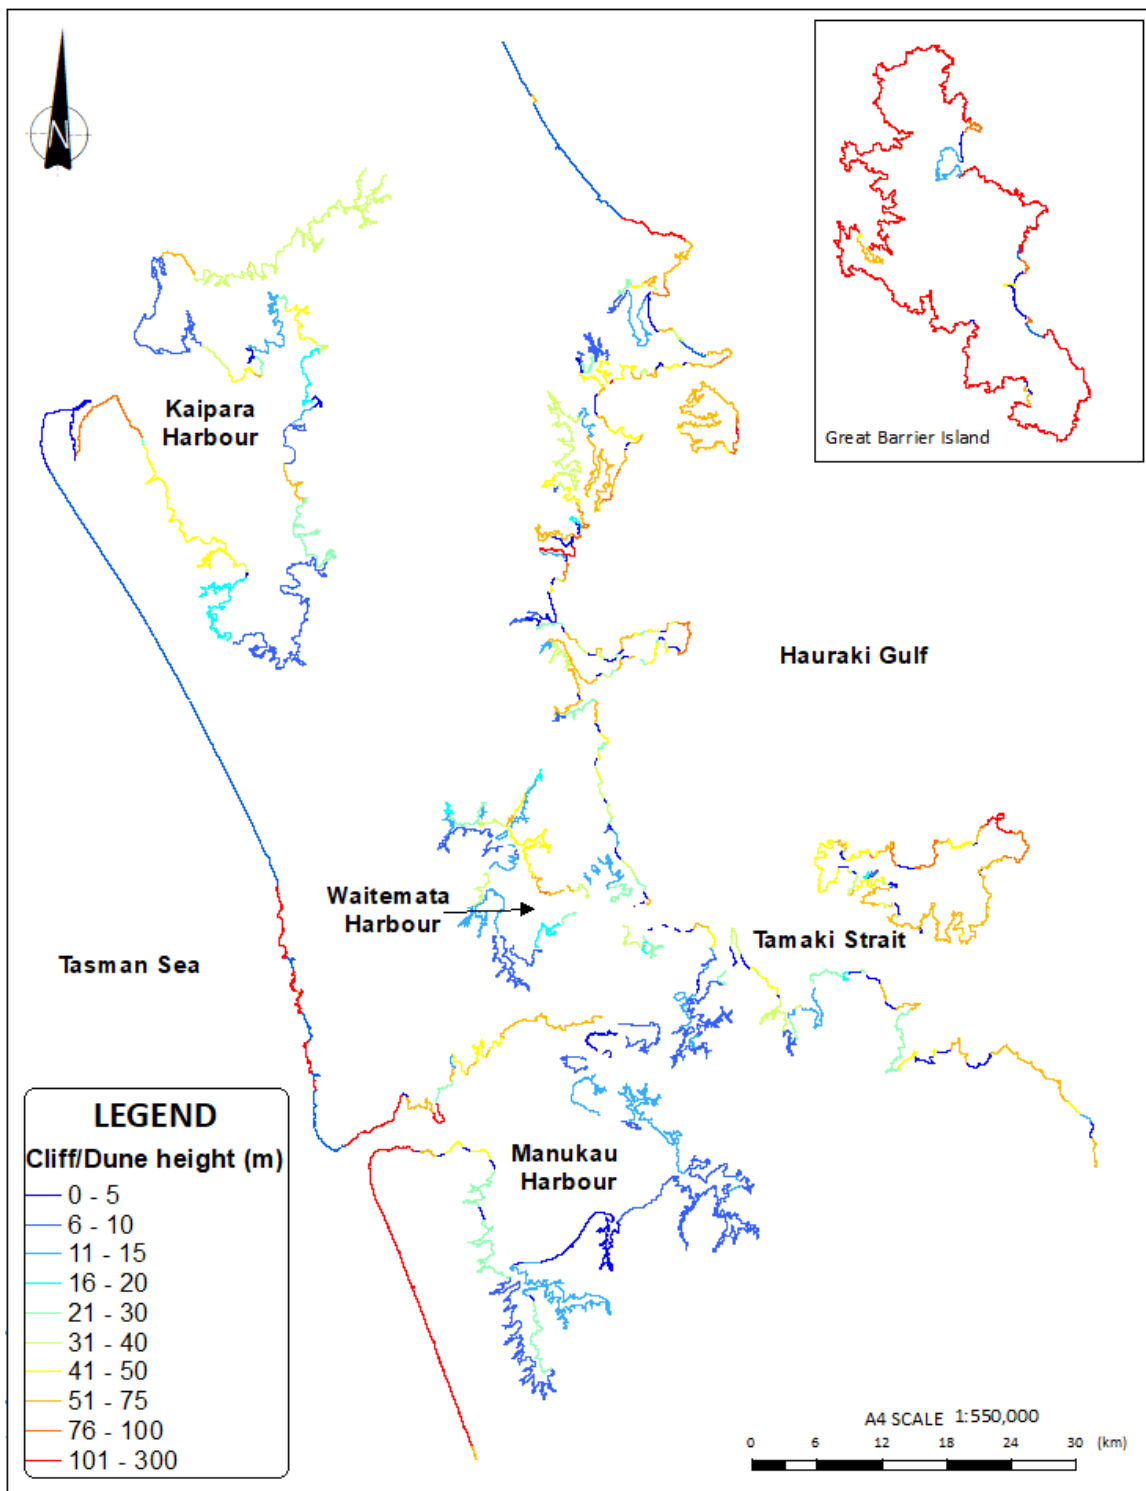 N
Great Barrier Island
Kaipara
Harbour
Hauraki Gulf
Waitemata
Harbour
Tamaki Strait
Tasman Sea
Manukau
Harbour
LEGEND
Cliff/Dune height (m)
0 - 5
6 - 10
11 - 15
16 - 20
21 - 30
31 - 40
41 - 50
51 - 75
76 - 100
101 - 300
A4 SCALE 1:550,000
0 6 12 18 24 30 (km)